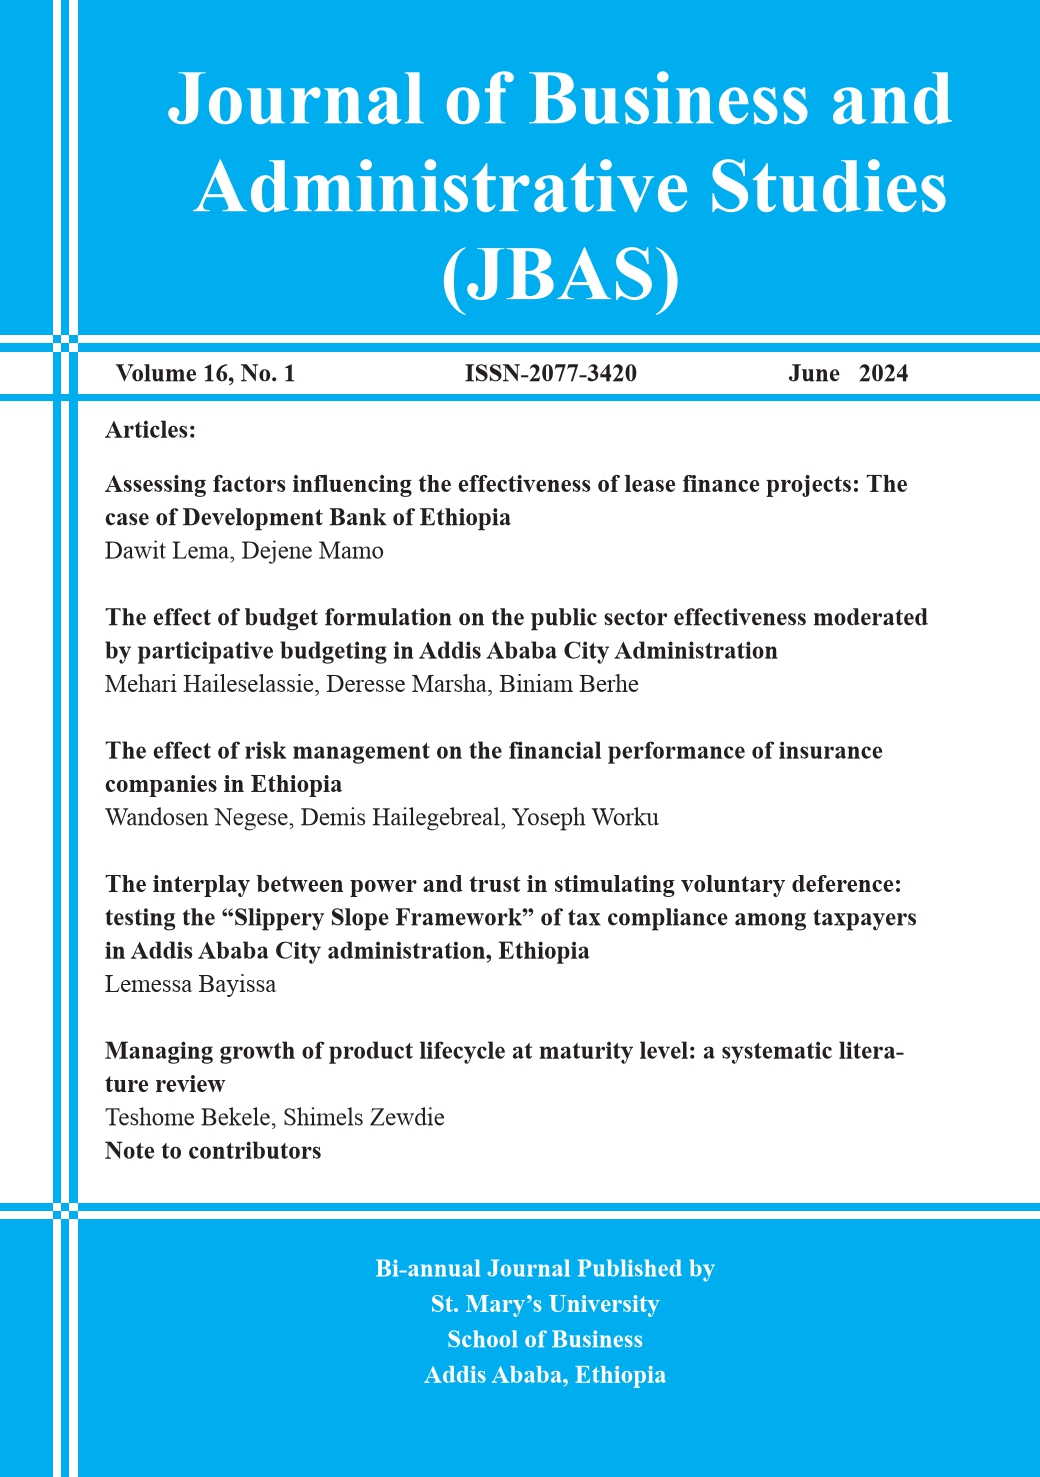 Journal of Business and
Administrative Studies
(JBAS)
Volume 16, No. 1 ISSN-2077-3420 June 2024
Articles:
Assessing factors influencing the effectiveness of lease finance projects: The
case of Development Bank of Ethiopia
Dawit Lema, Dejene Mamo
The effect of budget formulation on the public sector effectiveness moderated
by participative budgeting in Addis Ababa City Administration
Mehari Haileselassie, Deresse Marsha, Biniam Berhe
The effect of risk management on the financial performance of insurance
companies in Ethiopia
Wandosen Negese, Demis Hailegebreal, Yoseph Worku
The interplay between power and trust in stimulating voluntary deference:
testing the “Slippery Slope Framework” of tax compliance among taxpayers
in Addis Ababa City administration, Ethiopia
Lemessa Bayissa
Managing growth of product lifecycle at maturity level: a systematic litera-
ture review
Teshome Bekele, Shimels Zewdie
Note to contributors
Bi-annual Journal Published by
St. Mary’s University
School of Business
Addis Ababa, Ethiopia